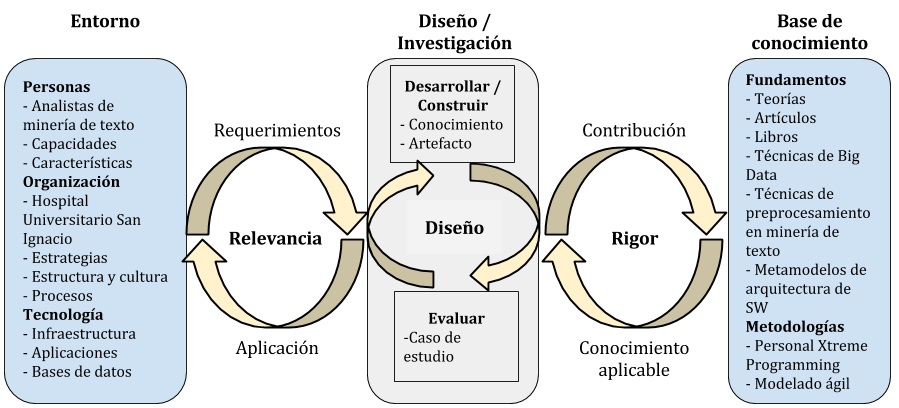 Entorno
Personas
- Analistas de
minería de texto
- Capacidades
- Características
Organización
- Hospital
Universitario San
Ignacio
- Estrategias
- Estructura y cultura
- Procesos
Tecnología
- Infraestructura
- Aplicaciones
- Bases de datos
Requerimientos
Relevancia
Aplicación
Diseño /
Investigación
Desarrollar /
Construir
- Conocimiento
- Artefacto
Diseño
Evaluar
-Caso de
estudio
Contribución
Rigor
Conocimiento
aplicable
Base de
conocimiento
Fundamentos
- Teorías
- Artículos
- Libros
- Técnicas de Big
Data
- Técnicas de
preprocesamiento
en minería de
texto
- Metamodelos de
arquitectura de
SW
Metodologías
- Personal Xtreme
Programming
- Modelado ágil